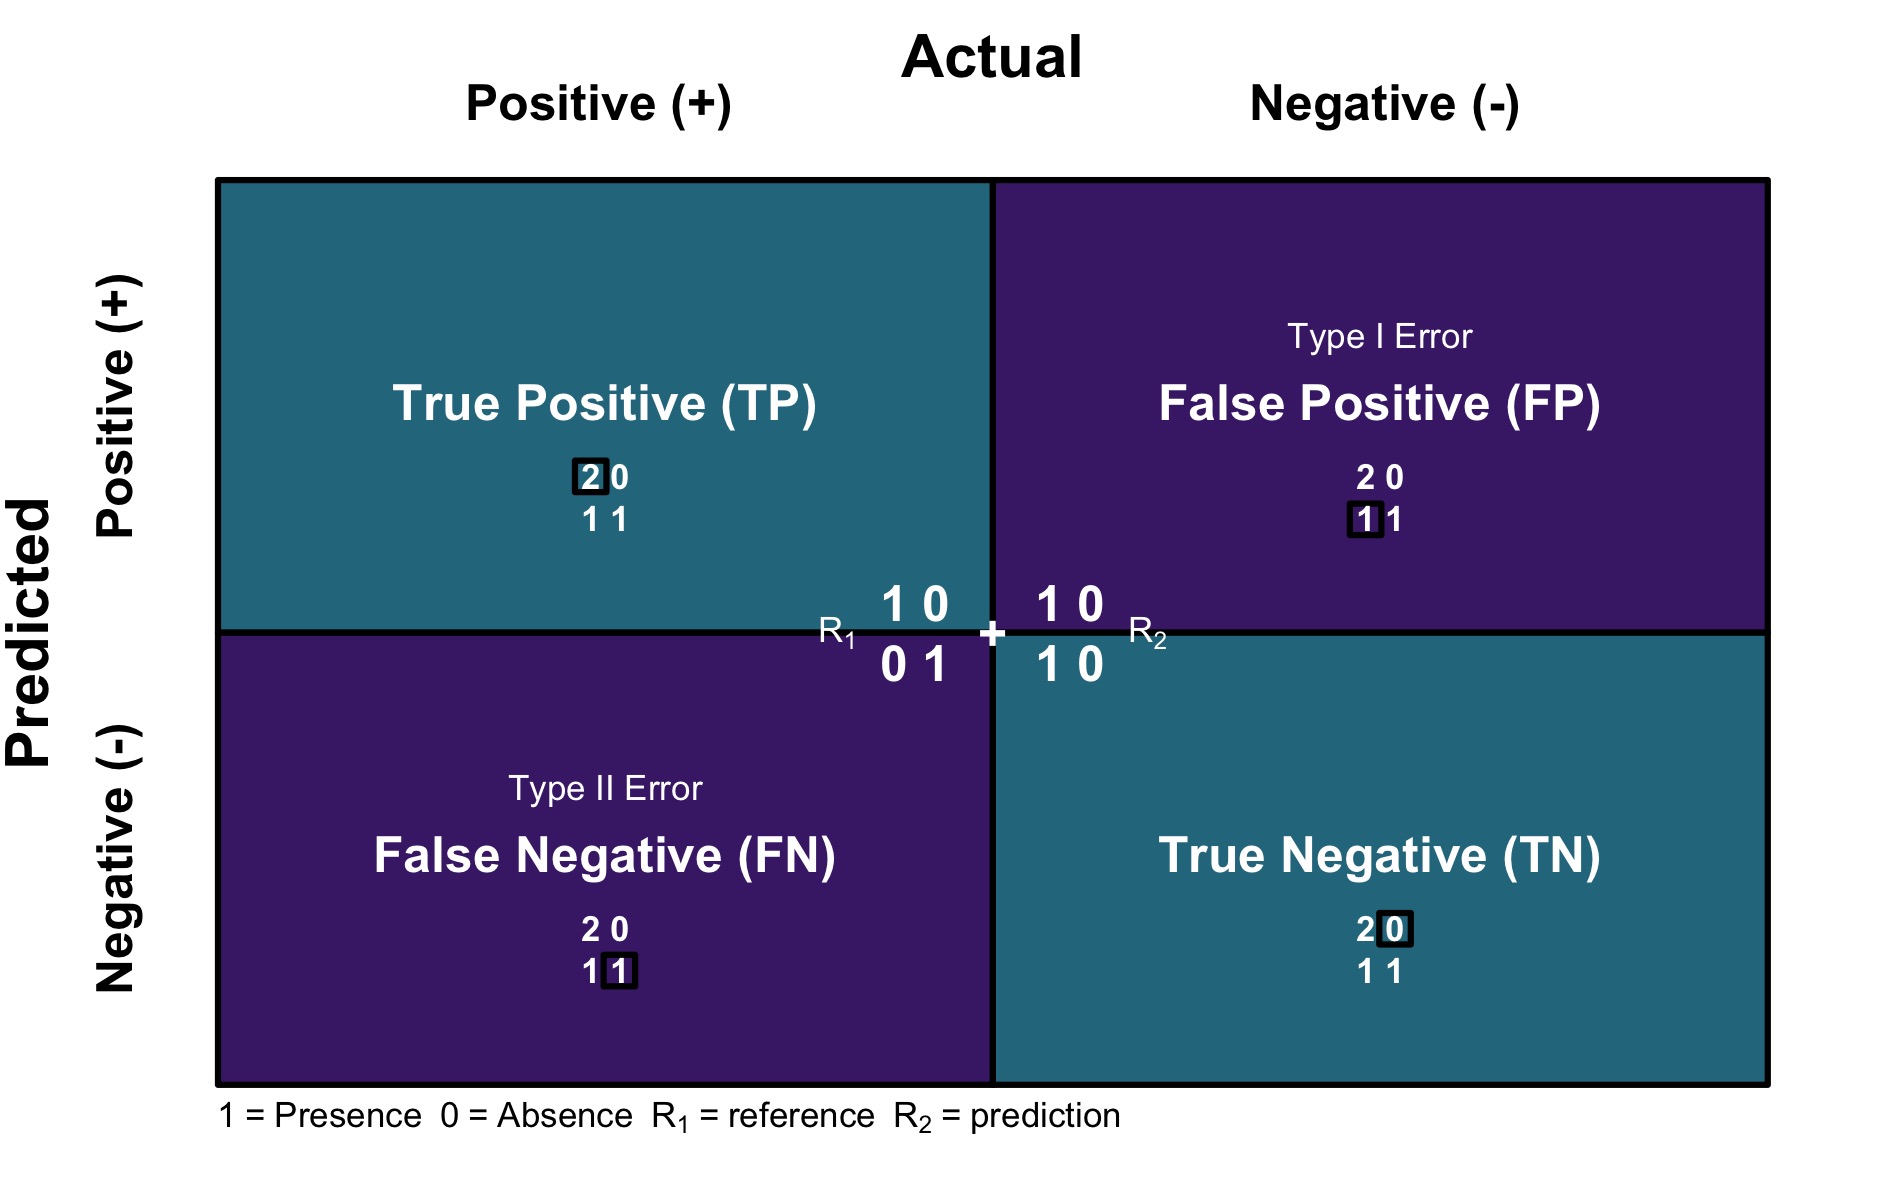 Actual
Positive (+) Negative (-)
Predicted
Positive (+)
Negative (-)
True Positive (TP)
2 0
1 1
Type I Error
False Positive (FP)
2 0
1 1
R₁
1 0
0 1
+
1 0
1 0
R₂
Type II Error
False Negative (FN)
2 0
1 1
True Negative (TN)
2 0
1 1
1 = Presence 0 = Absence R₁ = reference R₂ = prediction